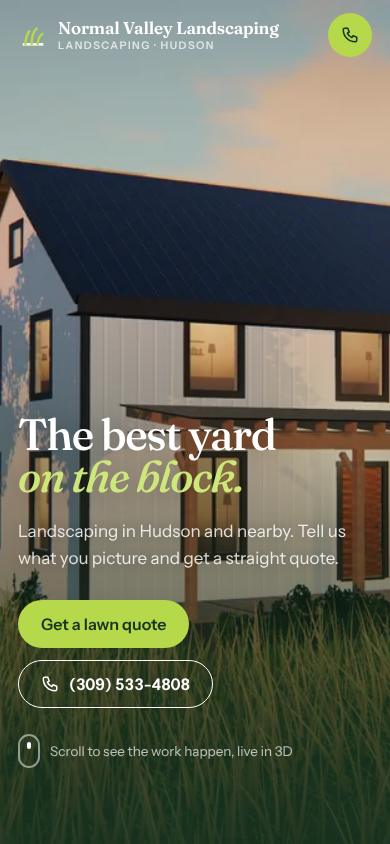 Normal Valley Landscaping
LANDSCAPING · HUDSON
The best yard
on the block.
Landscaping in Hudson and nearby. Tell us
what you picture and get a straight quote.
Get a lawn quote
(309) 533-4808
Scroll to see the work happen, live in 3D